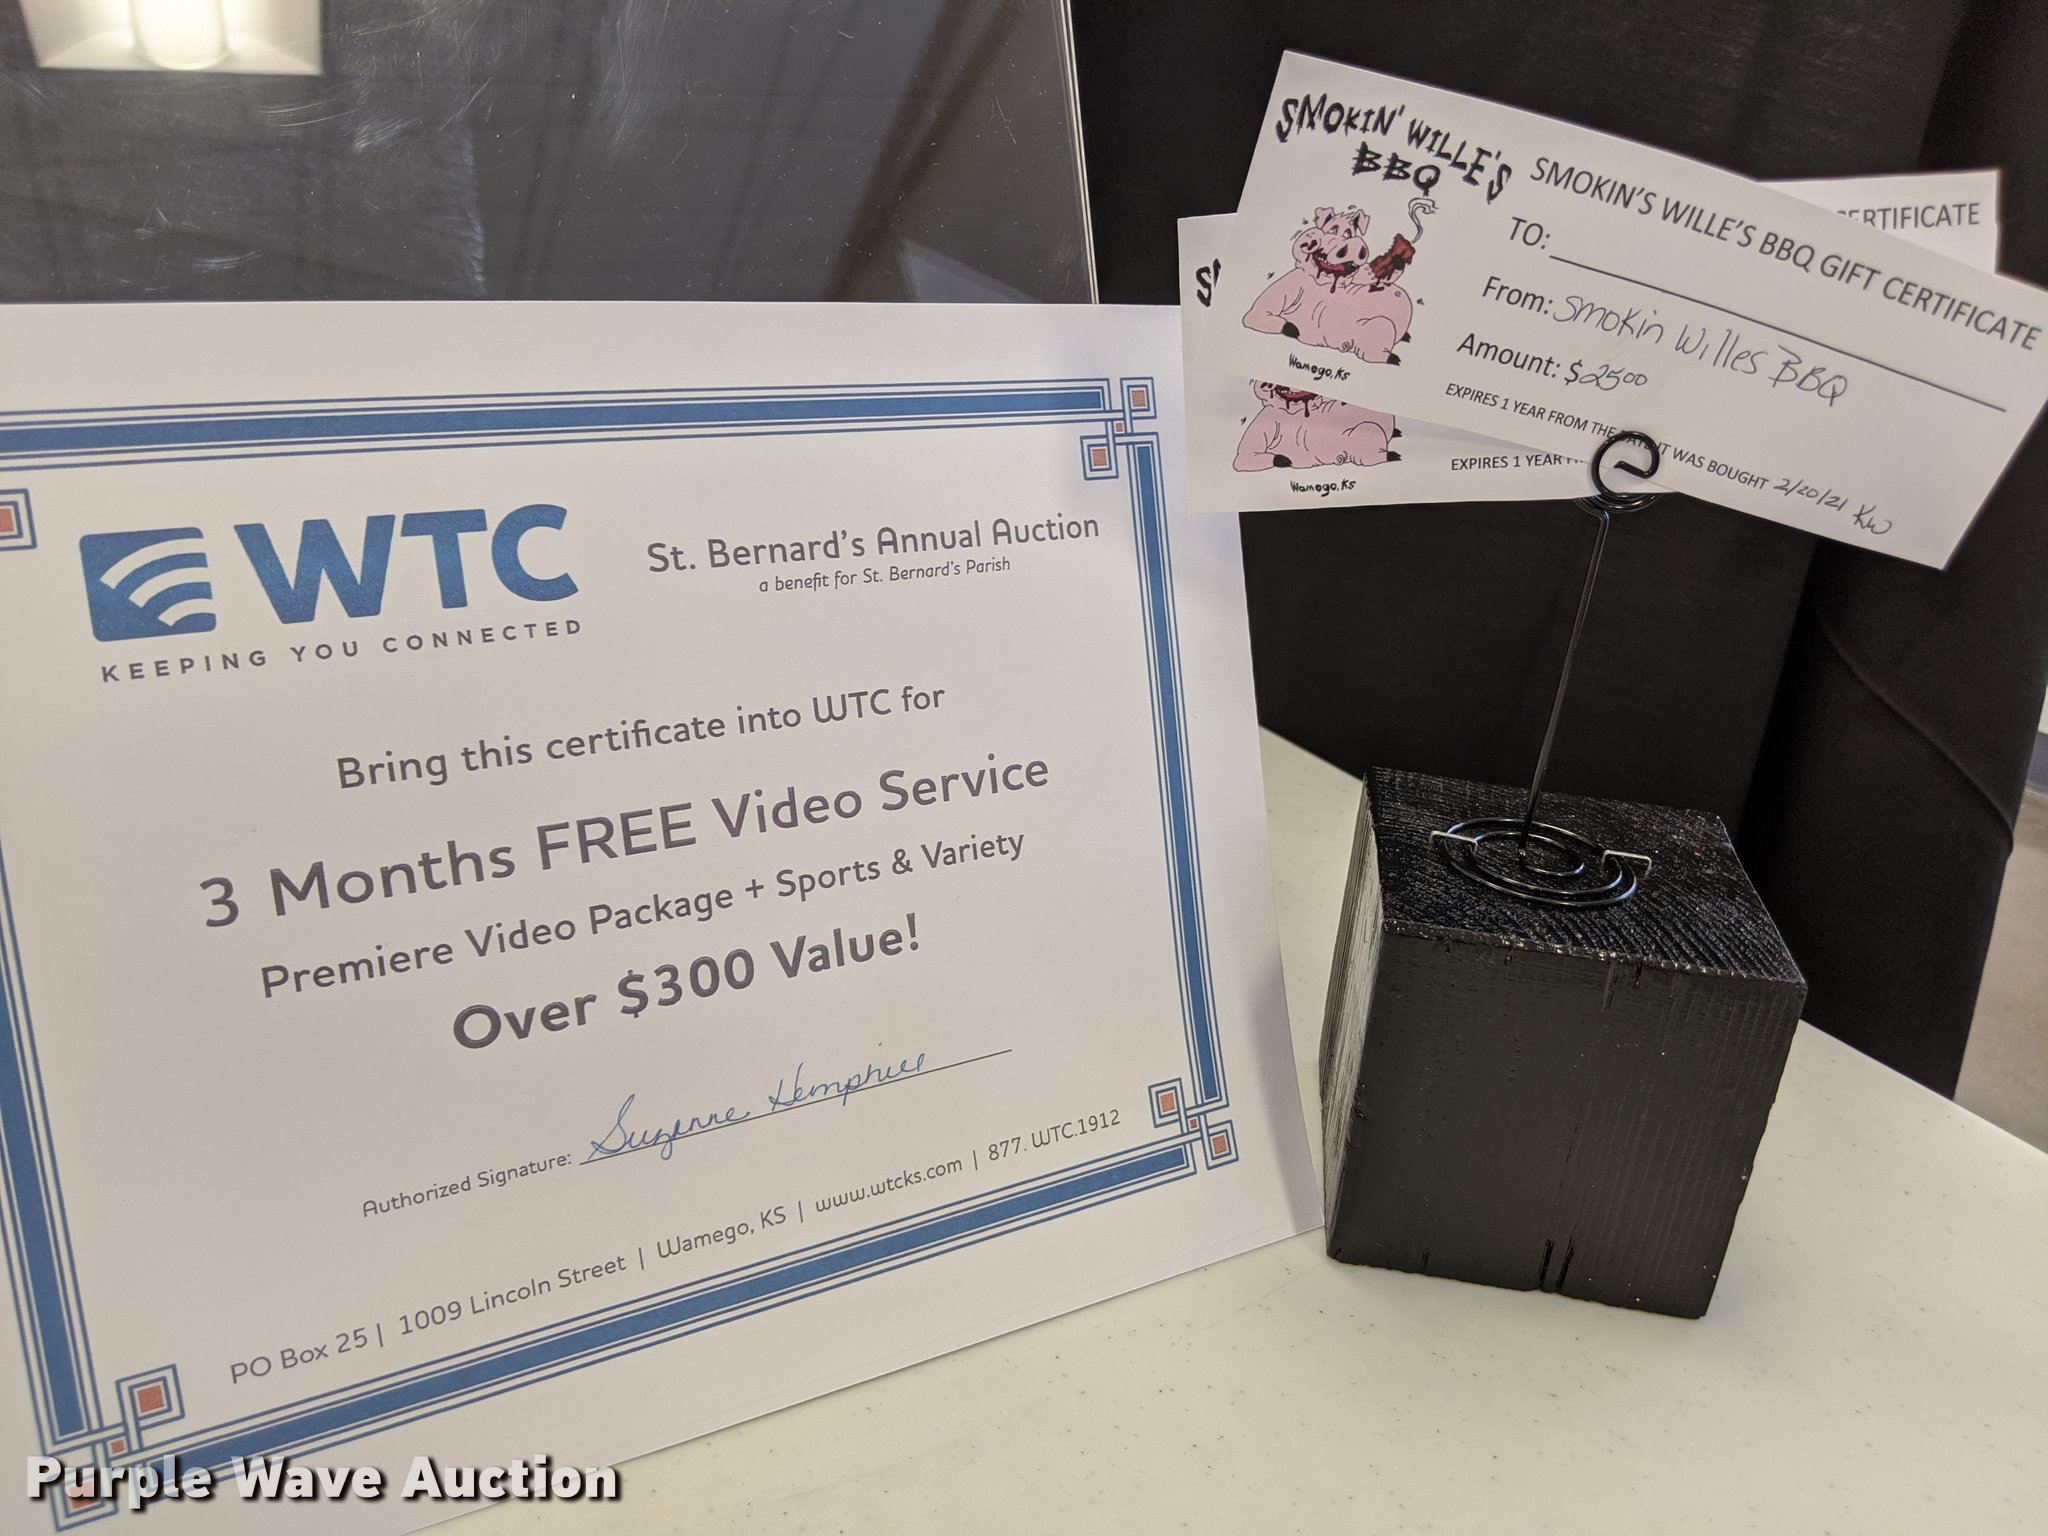 WTC
KEEPING YOU CONNECTED
St. Bernard's Annual Auction
a benefit for St. Bernard's Parish
Bring this certificate into WTC for
3 Months FREE Video Service
Premiere Video Package + Sports & Variety
Over $300 Value!
Authorized Signature: Suzanne Hemphill
PO Box 25 | 1009 Lincoln Street | Wamego, KS | www.wtcks.com | 877.WTC.1912
SMOKIN' WILLE'S
BBQ
Wamego, KS
SMOKIN'S WILLE'S BBQ GIFT CERTIFICATE
TO:
From: Smokin Willes BBQ
Amount: $2500
EXPIRES 1 YEAR FROM THE DATE IT WAS BOUGHT 2/20/21 KW
CERTIFICATE
Wamego, KS
EXPIRES 1 YEAR
Purple Wave Auction